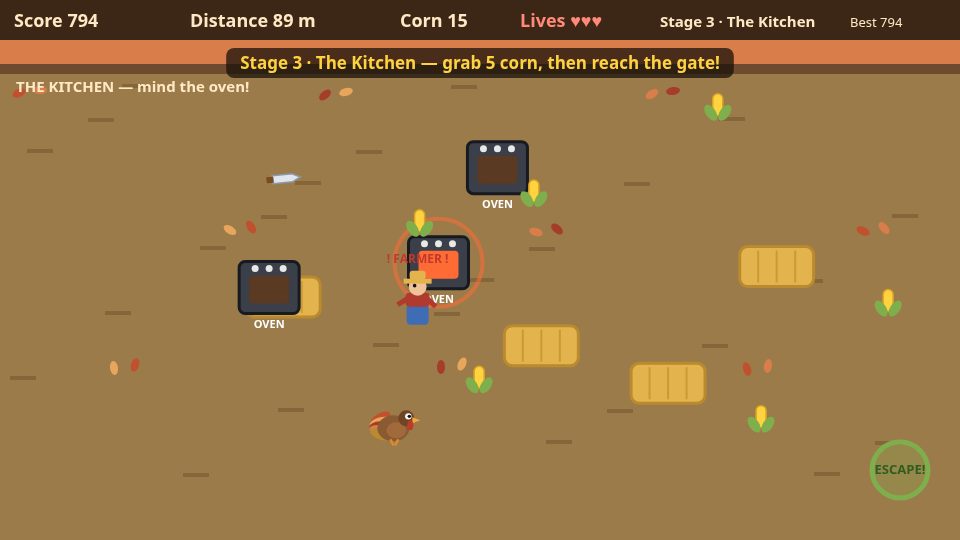 Score 794
Distance 89 m
Corn 15
Lives ♥♥♥
Stage 3 · The Kitchen
Best 794
Stage 3 · The Kitchen — grab 5 corn, then reach the gate!
THE KITCHEN — mind the oven!
OVEN
! FARMER !
OVEN
OVEN
ESCAPE!